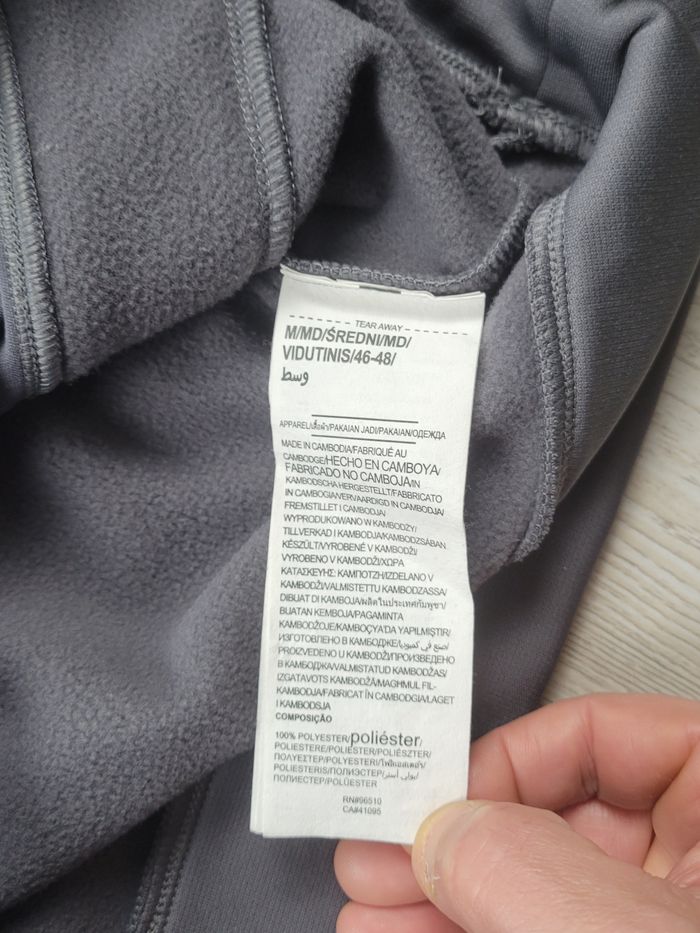 TEAR AWAY
M/MD/ŚREDNI/MD/
VIDUTINIS/46-48/
وسط
APPAREL/เสื้อผ้า/PAKAIAN JADI/PAKAIAN/ОДЕЖДА
MADE IN CAMBODIA/FABRIQUÉ AU
CAMBODGE/HECHO EN CAMBOYA/
FABRICADO NO CAMBOJA/IN
KAMBODSCHA HERGESTELLT/FABBRICATO
IN CAMBOGIA/VERVAARDIGD IN CAMBODJA/
FREMSTILLET I CAMBODJA/
WYPRODUKOWANO W KAMBODŻY/
TILLVERKAD I KAMBODJA/KAMBODZSÁBAN
KÉSZÜLT/VYROBENÉ V KAMBODŽI/
VYROBENO V KAMBODŽI/ΧΩΡΑ
ΚΑΤΑΣΚΕΥΗΣ: ΚΑΜΠΟΤΖΗ/IZDELANO V
KAMBODŽI/VALMISTETTU KAMBODZASSA/
DIBUAT DI KAMBOJA/ผลิตในประเทศกัมพูชา/
BUATAN KEMBOJA/PAGAMINTA
KAMBODŽOJE/KAMBOÇYA'DA YAPILMIŞTIR/
ИЗГОТОВЛЕНО В КАМБОДЖЕ/صنع في كمبوديا/
PROIZVEDENO U KAMBODŽI/ПРОИЗВЕДЕНО
В КАМБОДЖА/VALMISTATUD KAMBODŽAS/
IZGATAVOTS KAMBODŽĀ/MAGHMUL FIL-
KAMBODJA/FABRICAT ÎN CAMBODGIA/LAGET
I KAMBODSJA
COMPOSIÇÃO
100% POLYESTER/poliéster/
POLIESTERE/POLIESTER/POLIÉSZTER/
ΠΟΛΥΕΣΤΕΡ/POLYESTERI/โพลีเอสเตอร์/
POLIESTERIS/ПОЛИЭСТЕР/بولي أستر/
ПОЛИЕСТЕР/POLÜESTER
RN#96510
CA#41095